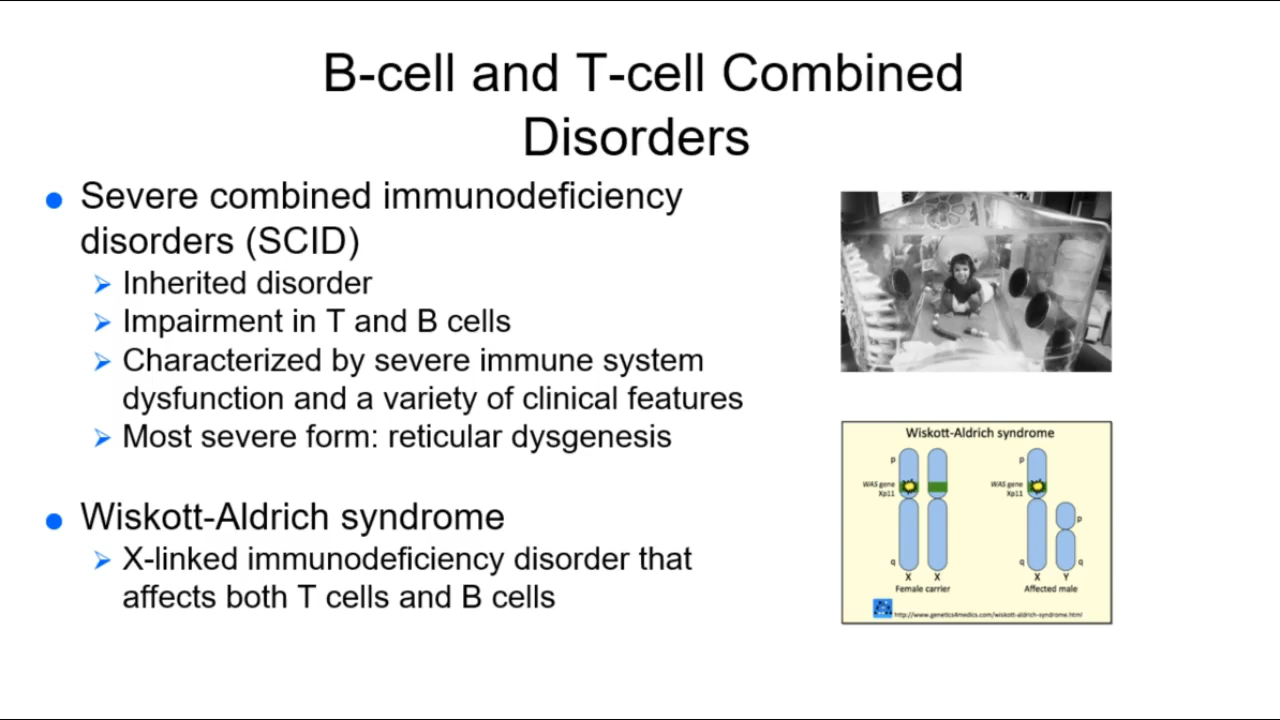 B-cell and T-cell Combined
Disorders
Severe combined immunodeficiency
disorders (SCID)
Inherited disorder
Impairment in T and B cells
Characterized by severe immune system
dysfunction and a variety of clinical features
Most severe form: reticular dysgenesis
Wiskott-Aldrich syndrome
X-linked immunodeficiency disorder that
affects both T cells and B cells
Wiskott-Aldrich syndrome
p
p
WAS gene
Xp11
WAS gene
Xp11
p
q
q
q
X
X
X
Y
Female carrier
Affected male
http://www.genetics4medics.com/wiskott-aldrich-syndrome.html